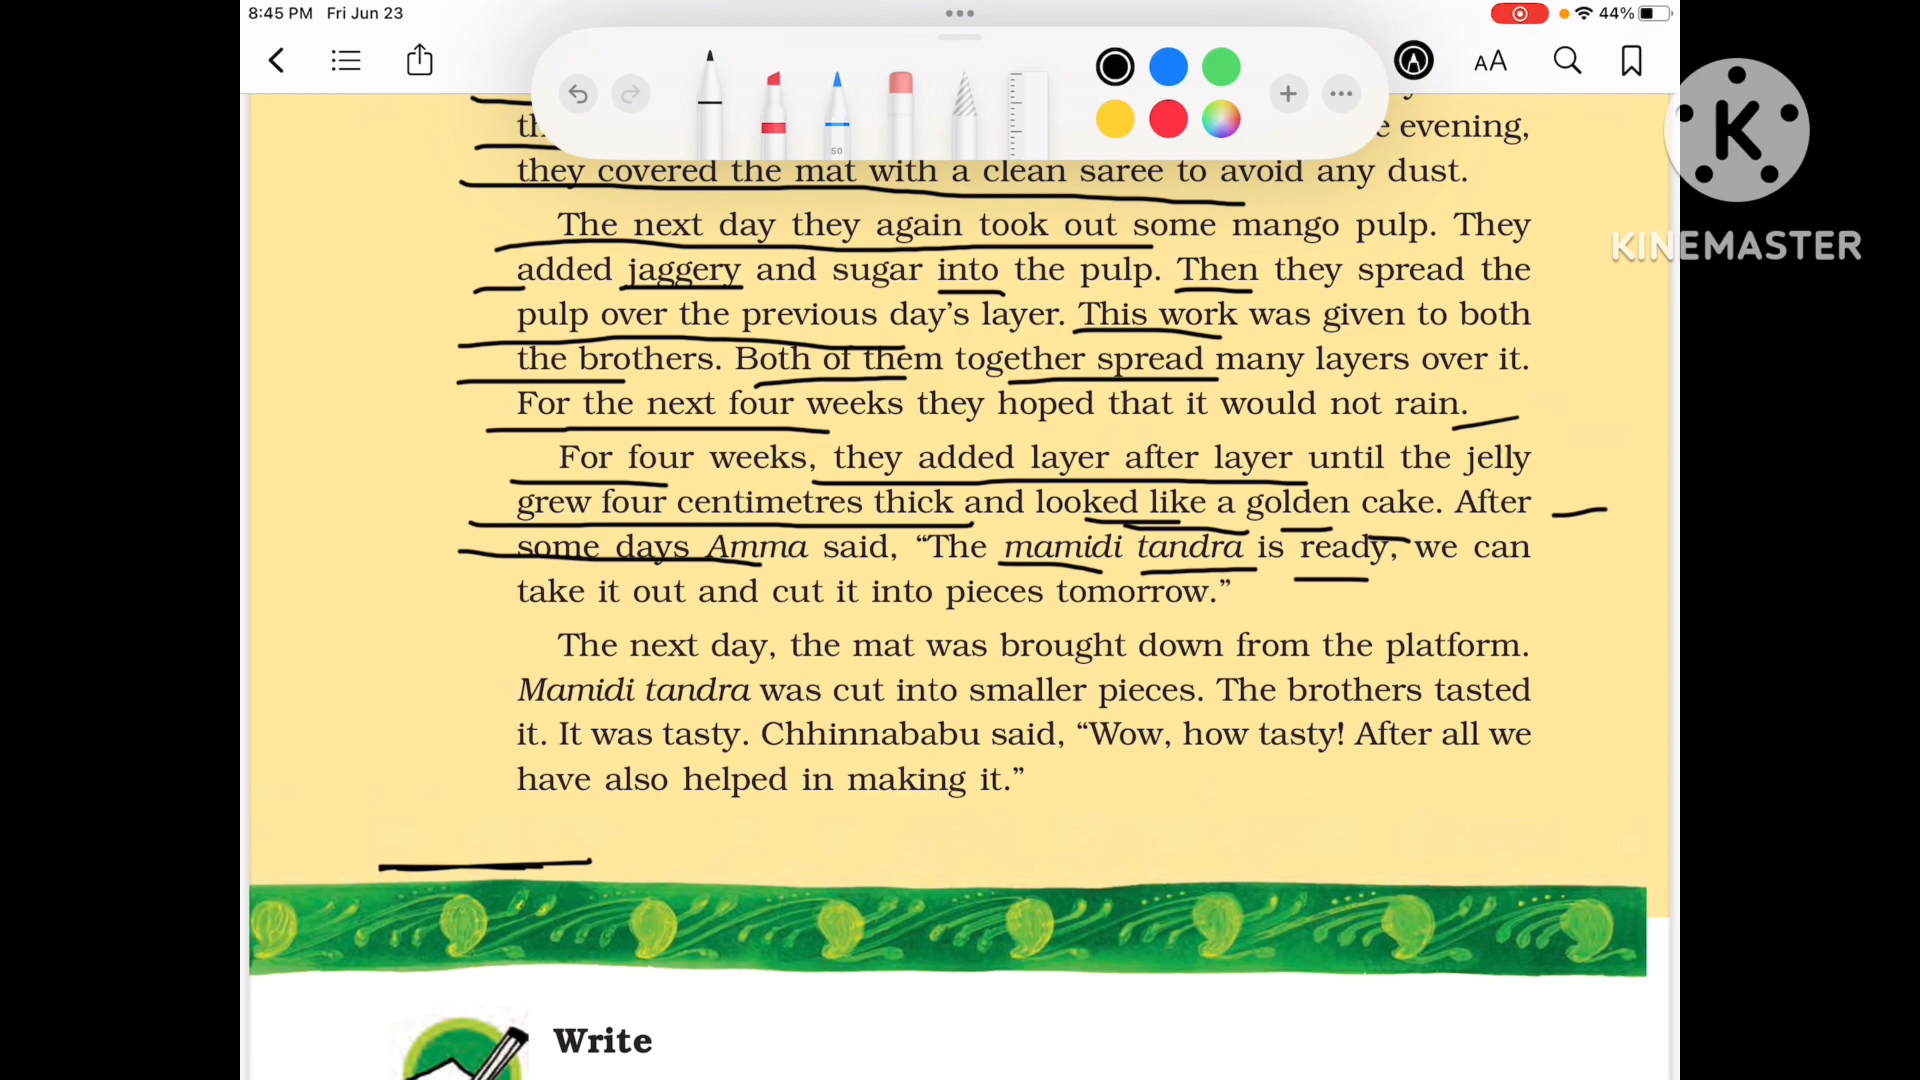 8:45 PM Fri Jun 23
44%
AA
50
K
KINEMASTER
th
e evening,
they covered the mat with a clean saree to avoid any dust.
The next day they again took out some mango pulp. They
added jaggery and sugar into the pulp. Then they spread the
pulp over the previous day’s layer. This work was given to both
the brothers. Both of them together spread many layers over it.
For the next four weeks they hoped that it would not rain.
For four weeks, they added layer after layer until the jelly
grew four centimetres thick and looked like a golden cake. After
some days Amma said, “The mamidi tandra is ready, we can
take it out and cut it into pieces tomorrow.”
The next day, the mat was brought down from the platform.
Mamidi tandra was cut into smaller pieces. The brothers tasted
it. It was tasty. Chhinnababu said, “Wow, how tasty! After all we
have also helped in making it.”
Write